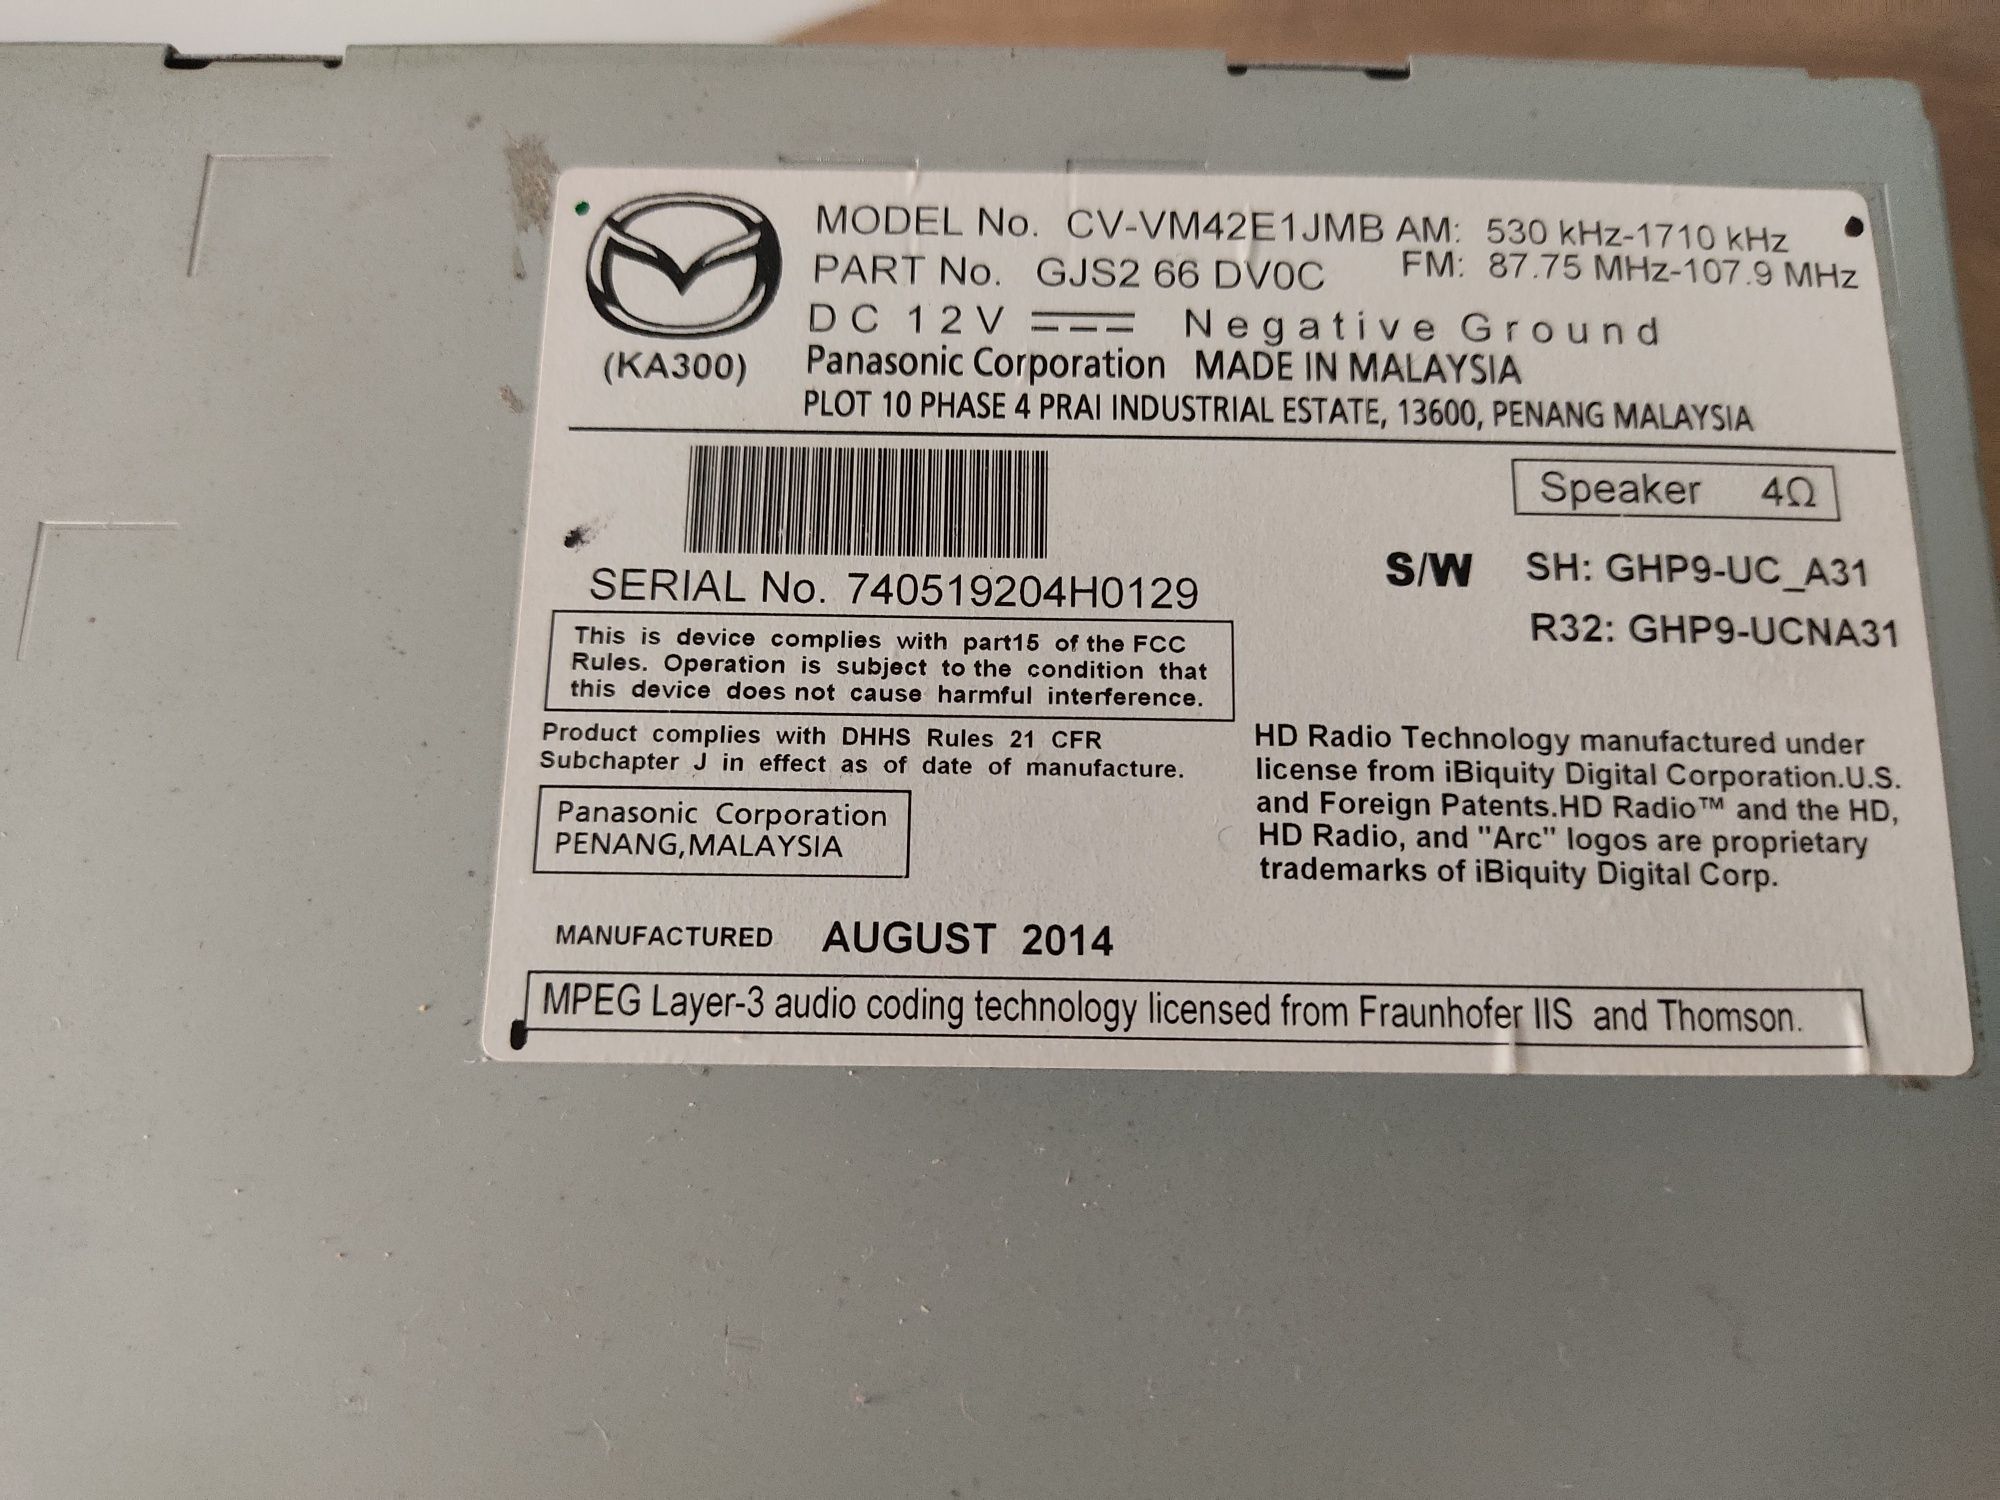 MODEL No. CV-VM42E1JMB AM: 530 kHz-1710 kHz
PART No. GJS2 66 DV0C FM: 87.75 MHz-107.9 MHz
DC 12V Negative Ground
(KA300) Panasonic Corporation MADE IN MALAYSIA
PLOT 10 PHASE 4 PRAI INDUSTRIAL ESTATE, 13600, PENANG MALAYSIA
Speaker 4Ω
SERIAL No. 740519204H0129
S/W SH: GHP9-UC_A31
R32: GHP9-UCNA31
This is device complies with part15 of the FCC
Rules. Operation is subject to the condition that
this device does not cause harmful interference.
Product complies with DHHS Rules 21 CFR
Subchapter J in effect as of date of manufacture.
HD Radio Technology manufactured under
license from iBiquity Digital Corporation.U.S.
and Foreign Patents.HD Radio™ and the HD,
HD Radio, and "Arc" logos are proprietary
trademarks of iBiquity Digital Corp.
Panasonic Corporation
PENANG,MALAYSIA
MANUFACTURED AUGUST 2014
MPEG Layer-3 audio coding technology licensed from Fraunhofer IIS and Thomson.